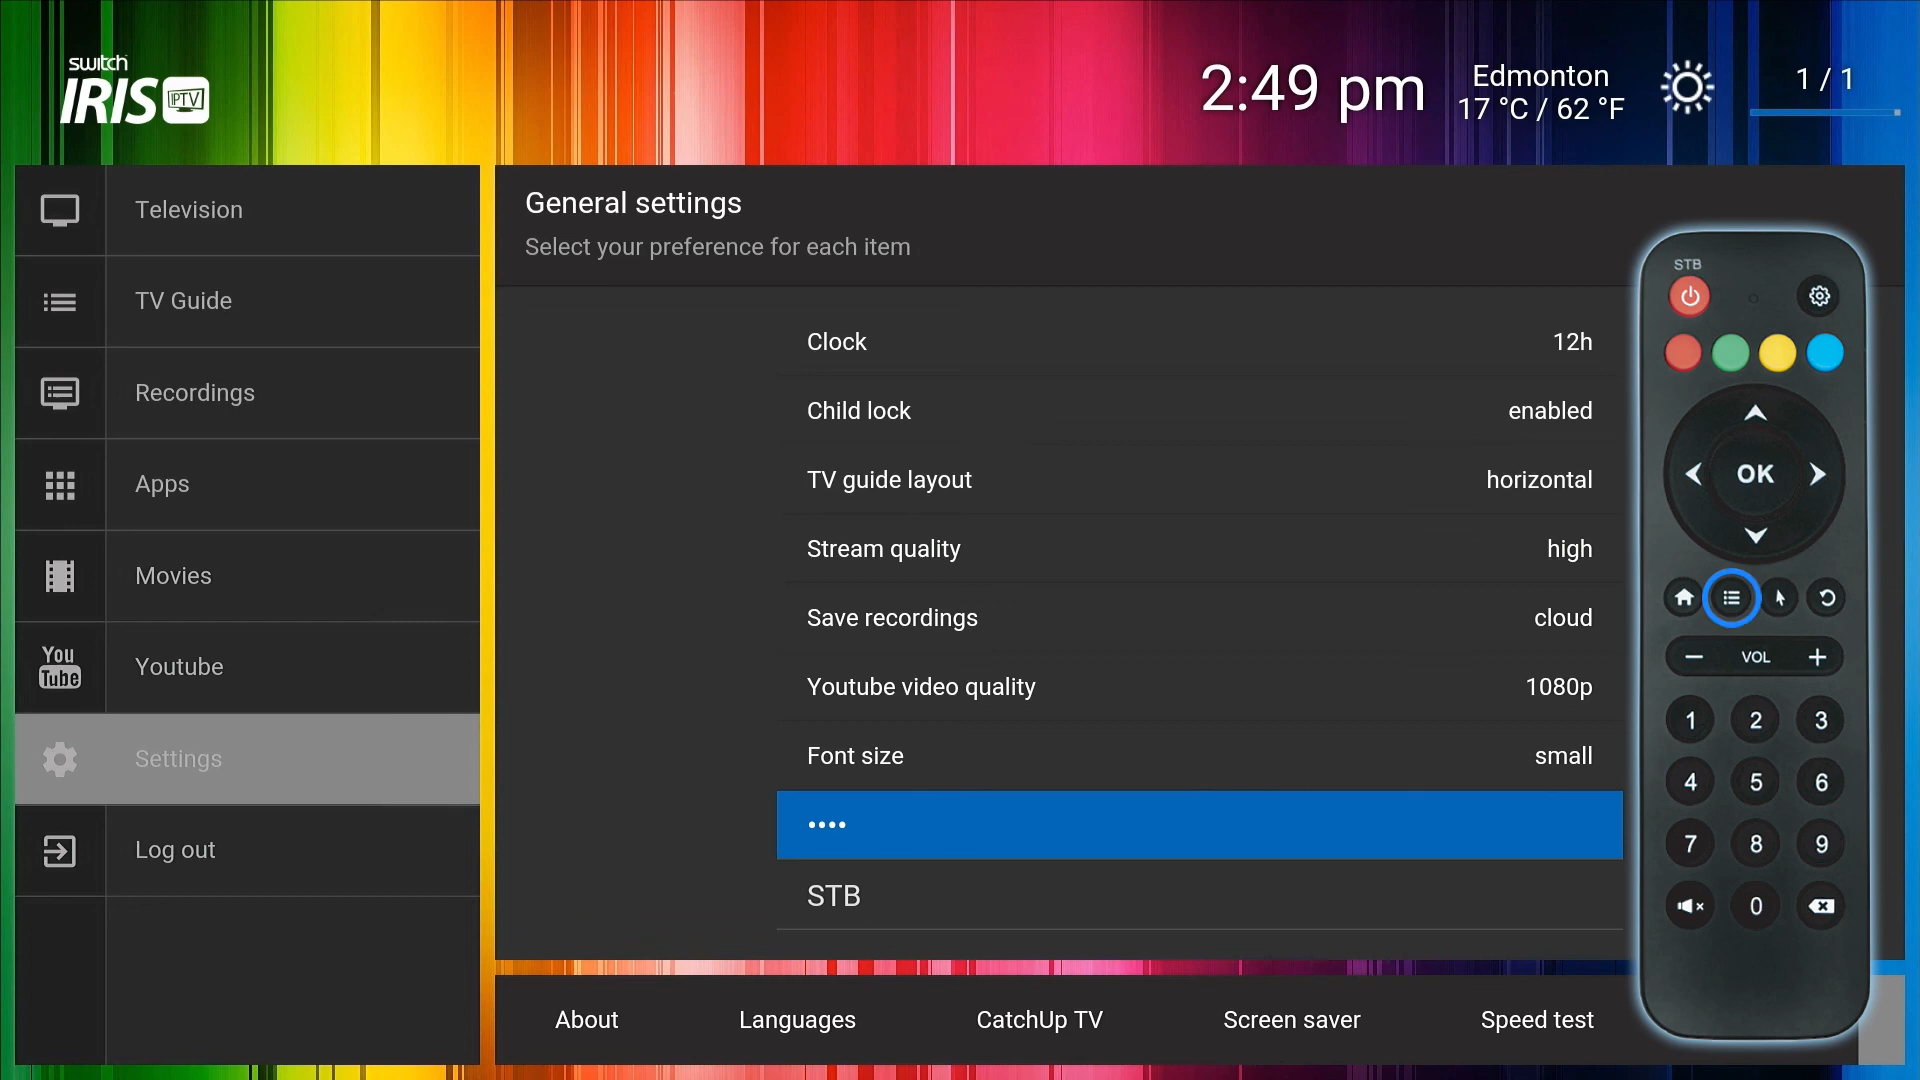 switch
IRIS IPTV
2:49 pm
Edmonton
17 °C / 62 °F
1 / 1
Television
TV Guide
Recordings
Apps
Movies
You
Tube
Youtube
Settings
Log out
General settings
Select your preference for each item
Clock 12h
Child lock enabled
TV guide layout horizontal
Stream quality high
Save recordings cloud
Youtube video quality 1080p
Font size small
••••
STB
About Languages CatchUp TV Screen saver Speed test
STB
OK
− VOL +
1 2 3
4 5 6
7 8 9
0